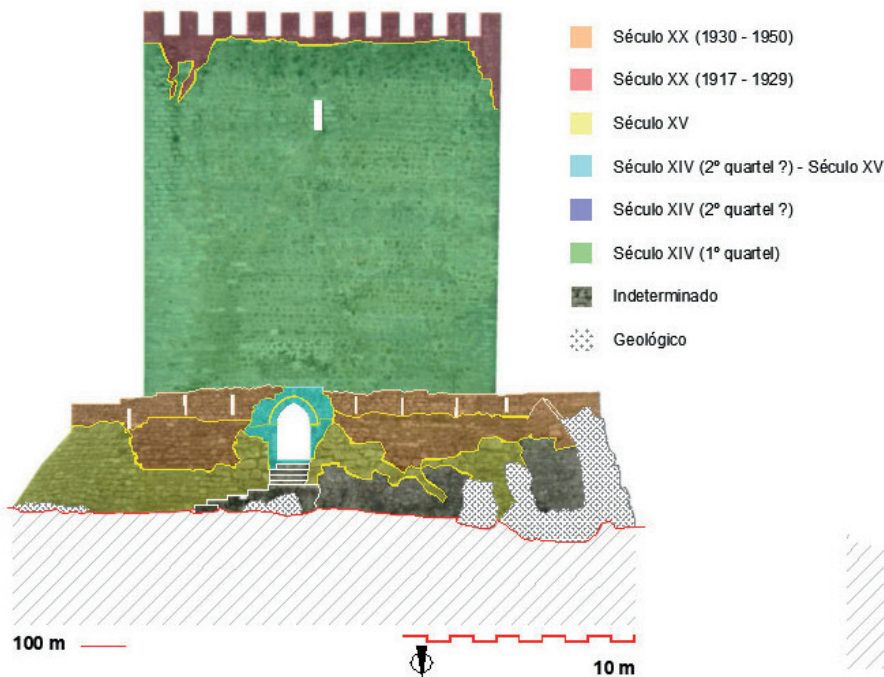 Século XX (1930 - 1950)
Século XX (1917 - 1929)
Século XV
Século XIV (2º quartel ?) - Século XV
Século XIV (2º quartel ?)
Século XIV (1º quartel)
Indeterminado
Geológico
100 m
10 m